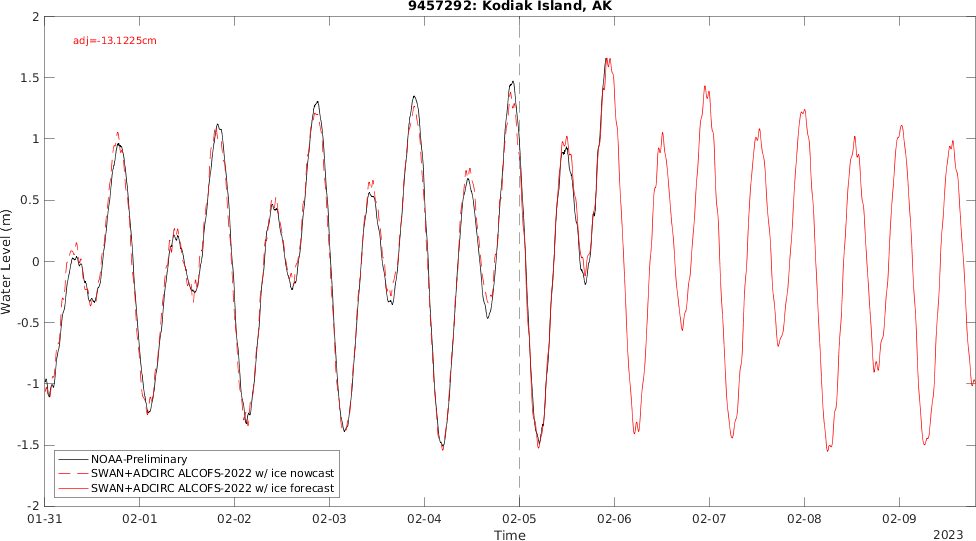 9457292: Kodiak Island, AK
adj=-13.1225cm
2
1.5
1
0.5
0
-0.5
-1
-1.5
-2
Water Level (m)
NOAA-Preliminary
SWAN+ADCIRC ALCOFS-2022 w/ ice nowcast
SWAN+ADCIRC ALCOFS-2022 w/ ice forecast
01-31 02-01 02-02 02-03 02-04 02-05 02-06 02-07 02-08 02-09
Time
2023